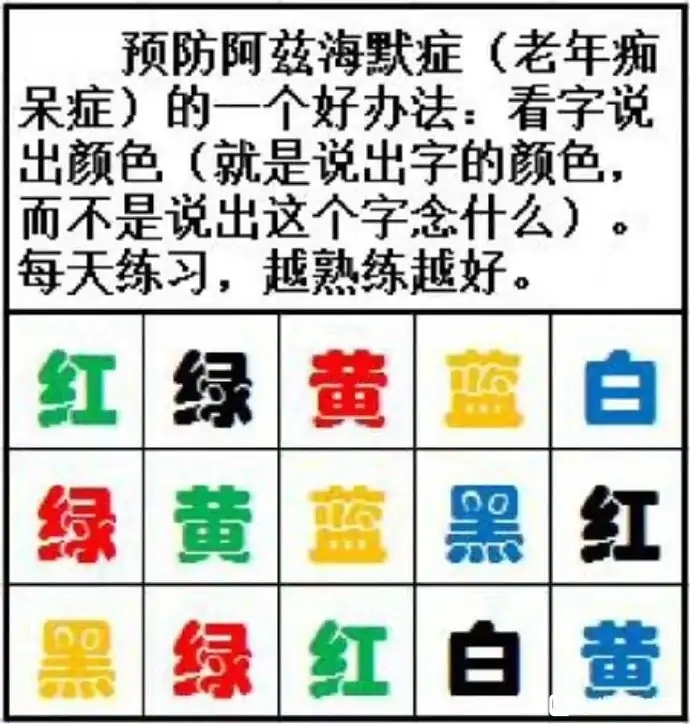 预防阿兹海默症（老年痴
呆症）的一个好办法：看字说
出颜色（就是说出字的颜色，
而不是说出这个字念什么）。
每天练习，越熟练越好。
红 绿 黄 蓝 白
绿 黄 蓝 黑 红
黑 绿 红 白 黄